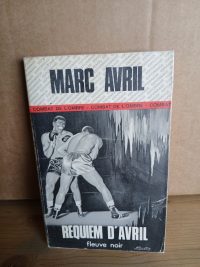 MARC AVRIL
COMBAT DE L'OMBRE - COMBAT DE L'OMBRE - COMBAT
REQUIEM D'AVRIL
fleuve noir